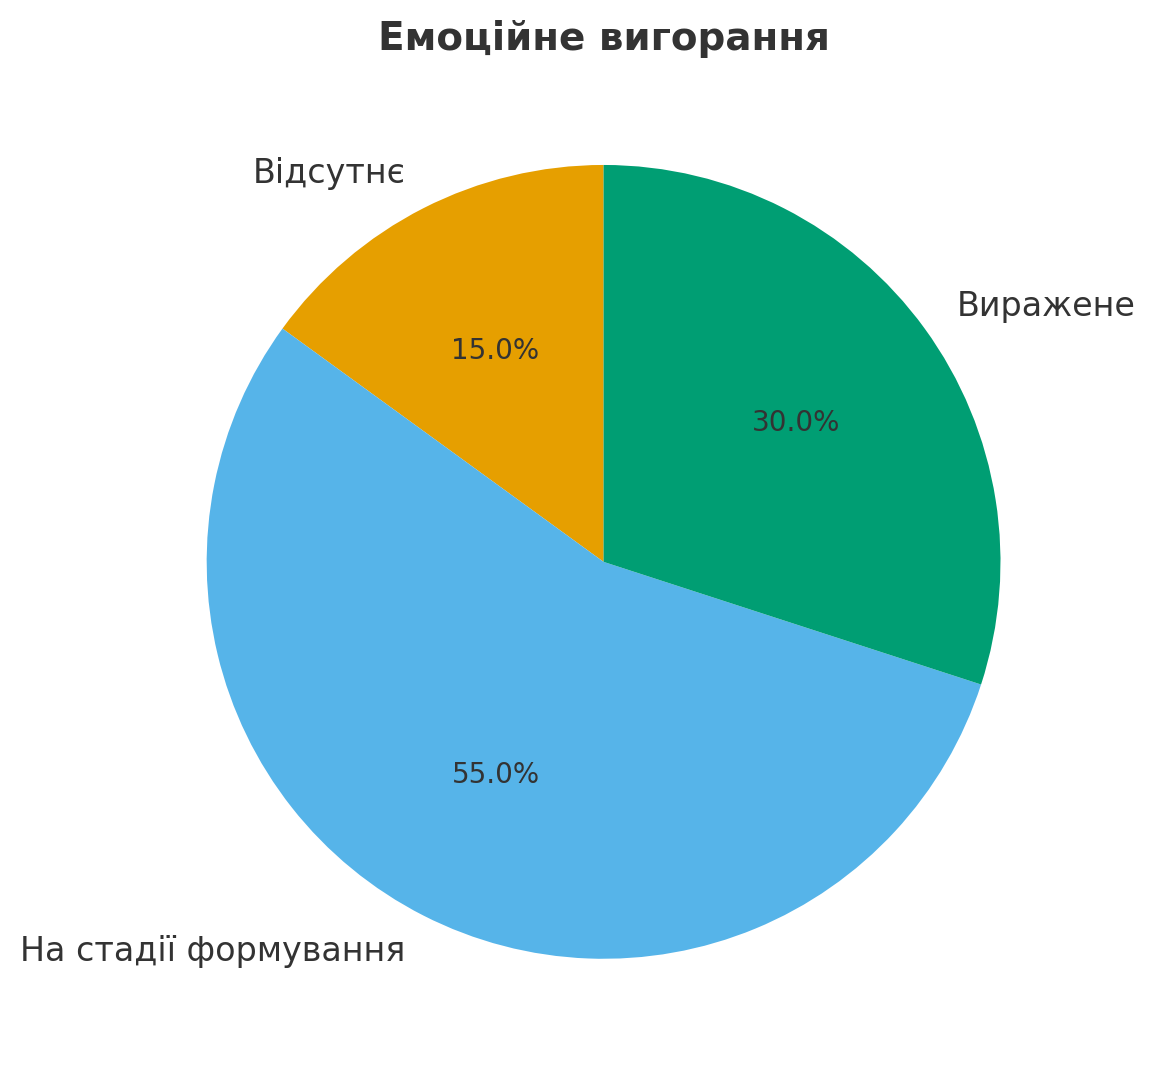 Емоційне вигорання
Відсутнє
Виражене
15.0%
30.0%
55.0%
На стадії формування